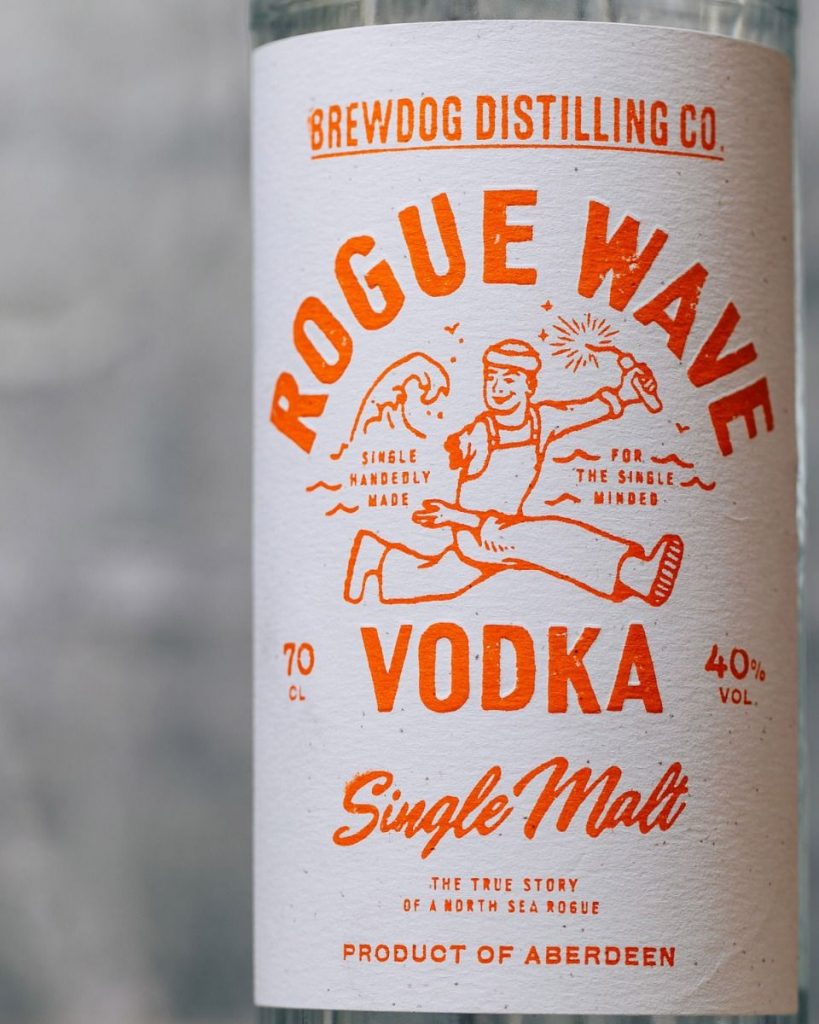 BREWDOG DISTILLING CO.
ROGUE WAVE
SINGLE
HANDEDLY
MADE
FOR
THE SINGLE
MINDED
VODKA
70
CL
40%
VOL.
Single Malt
THE TRUE STORY
OF A NORTH SEA ROGUE
PRODUCT OF ABERDEEN